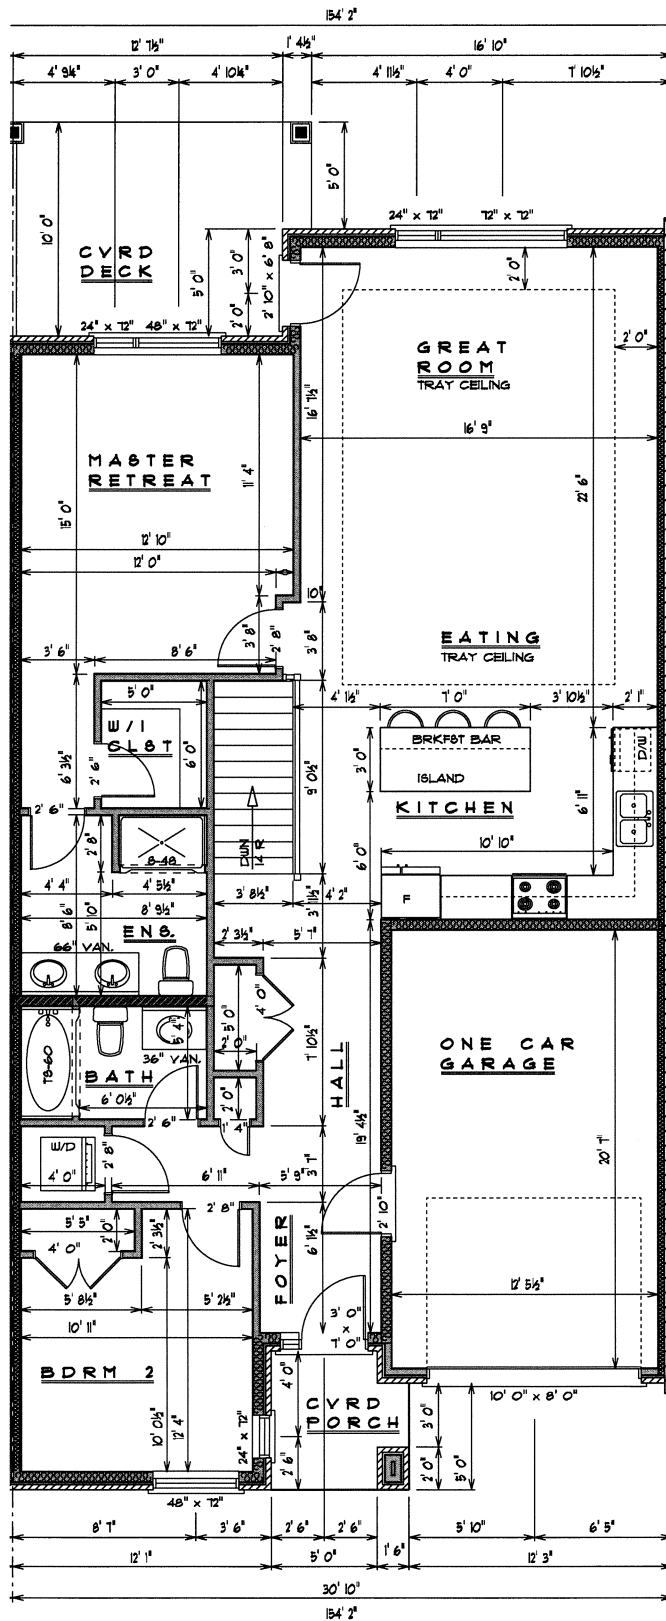 154' 2"
12' 7½" 1' 4½" 16' 10"
4' 9¼" 3' 0" 4' 10¼" 4' 11½" 4' 0" 7' 10½"
10' 0"
5' 0"
24" x 72" 72" x 72"
CVRD
DECK
5' 0"
3' 0"
2' 0"
2' 10" x 6' 8"
2' 0"
24" x 72" 48" x 72"
GREAT
ROOM
TRAY CEILING
2' 0"
16' 7½"
16' 9"
MASTER
RETREAT
11' 4"
15' 0"
22' 6"
12' 10"
12' 0"
10"
3' 8"
2' 8"
3' 8"
EATING
TRAY CEILING
3' 6" 8' 6"
5' 0"
4' 1½" 7' 0" 3' 10½" 2' 1"
W/I
CLST
6' 0"
6' 3½"
2' 6"
9' 0½"
3' 0"
BRKFST BAR
ISLAND
D/W
KITCHEN
6' 11"
2' 6"
2' 8"
6' 0"
DWN
14 R
10' 10"
8-48
4' 4" 4' 5½"
3' 8½" 4' 2"
3' 11½"
F
8' 6"
5' 10"
8' 9½"
ENS.
2' 3½" 5' 7"
66" VAN.
5' 0"
4' 0"
2' 0"
7' 10½"
ONE CAR
GARAGE
5' 4"
36" VAN.
TS-60
BATH
HALL
6' 0½"
2' 0"
2' 6"
1' 4"
19' 4½"
20' 7"
W/D
4' 0"
2' 8"
6' 11" 5' 9"
3' 7"
2' 10"
5' 5"
2' 0"
2' 3½"
2' 8"
4' 0"
6' 11½"
FOYER
5' 8½" 5' 2½"
12' 5½"
10' 11"
3' 0"
x
7' 0"
BDRM 2
4' 0"
CVRD
PORCH
10' 0" x 8' 0"
3' 0"
2' 0"
5' 0"
10' 0½"
12' 4"
24" x 72"
2' 6"
48" x 72"
8' 7" 3' 6" 2' 6" 2' 6" 5' 10" 6' 5"
12' 1" 5' 0" 1' 6" 12' 3"
30' 10"
154' 2"